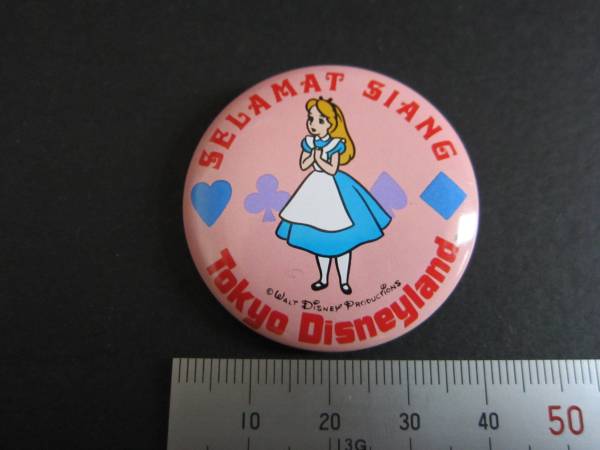 SELAMAT SIANG
© WALT DISNEY PRODUCTIONS
Tokyo Disneyland
10 20 30 40 50
13G